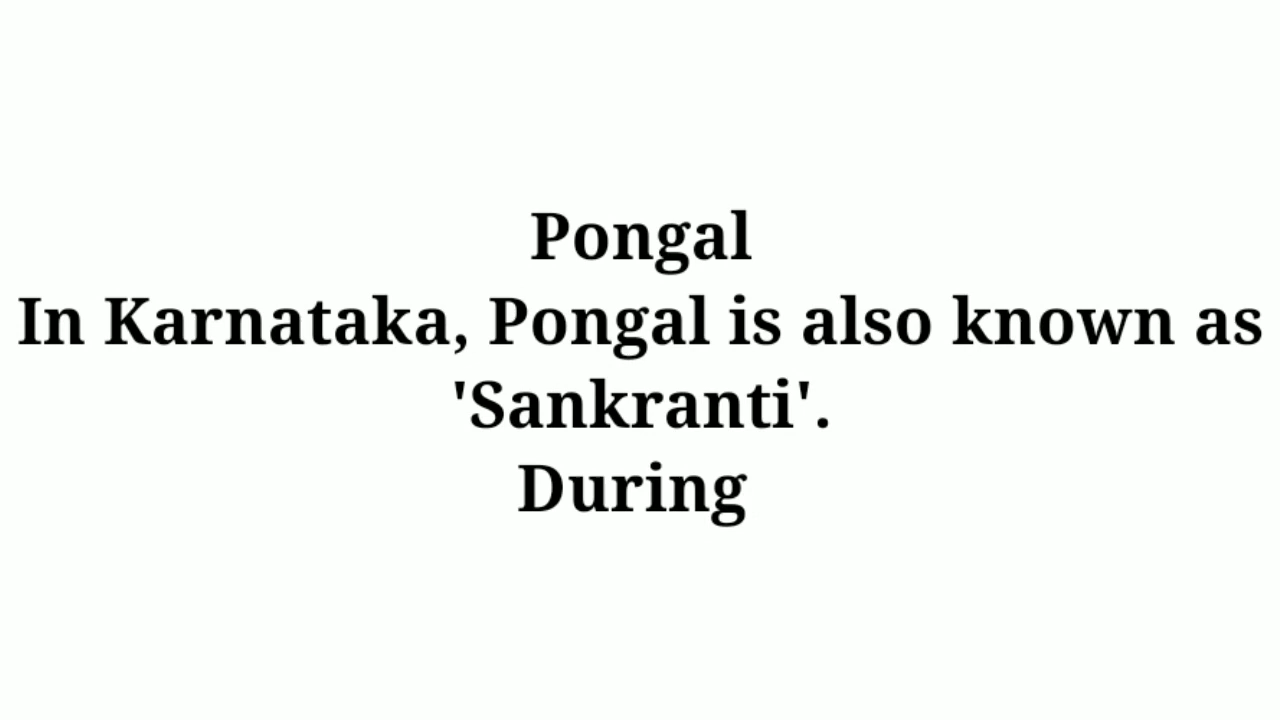 Pongal
In Karnataka, Pongal is also known as
'Sankranti'.
During